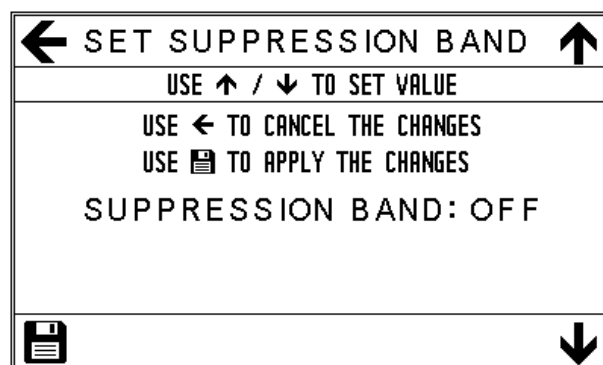 ← SET SUPPRESSION BAND ↑
USE ↑ / ↓ TO SET VALUE
USE ← TO CANCEL THE CHANGES
USE 💾 TO APPLY THE CHANGES
SUPPRESSION BAND: OFF